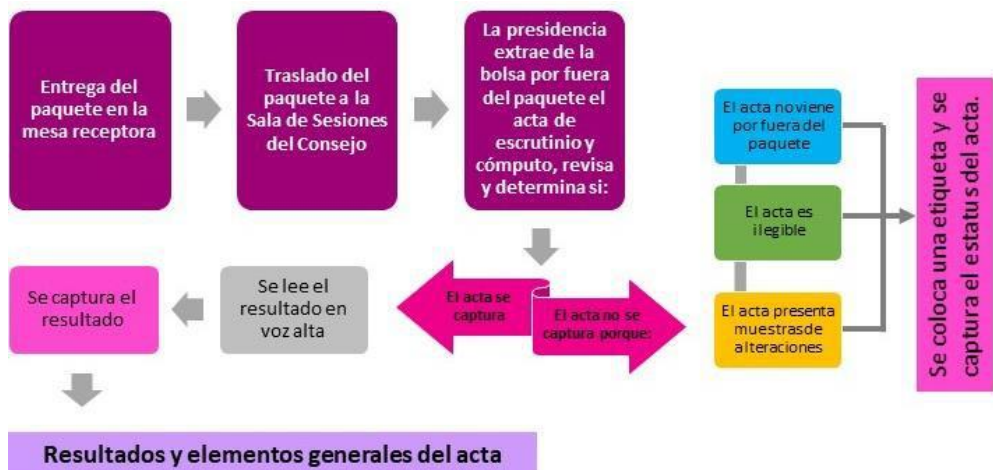 Entrega del
paquete en la
mesa receptora
Traslado del
paquete a la
Sala de Sesiones
del Consejo
La presidencia
extrae de la
bolsa por fuera
del paquete el
acta de
escrutinio y
cómputo, revisa
y determina si:
El acta no viene
por fuera del
paquete
El acta es
ilegible
El acta presenta
muestras de
alteraciones
Se coloca una etiqueta y se
captura el estatus del acta.
El acta se
captura
El acta no se
captura porque:
Se lee el
resultado en
voz alta
Se captura el
resultado
Resultados y elementos generales del acta